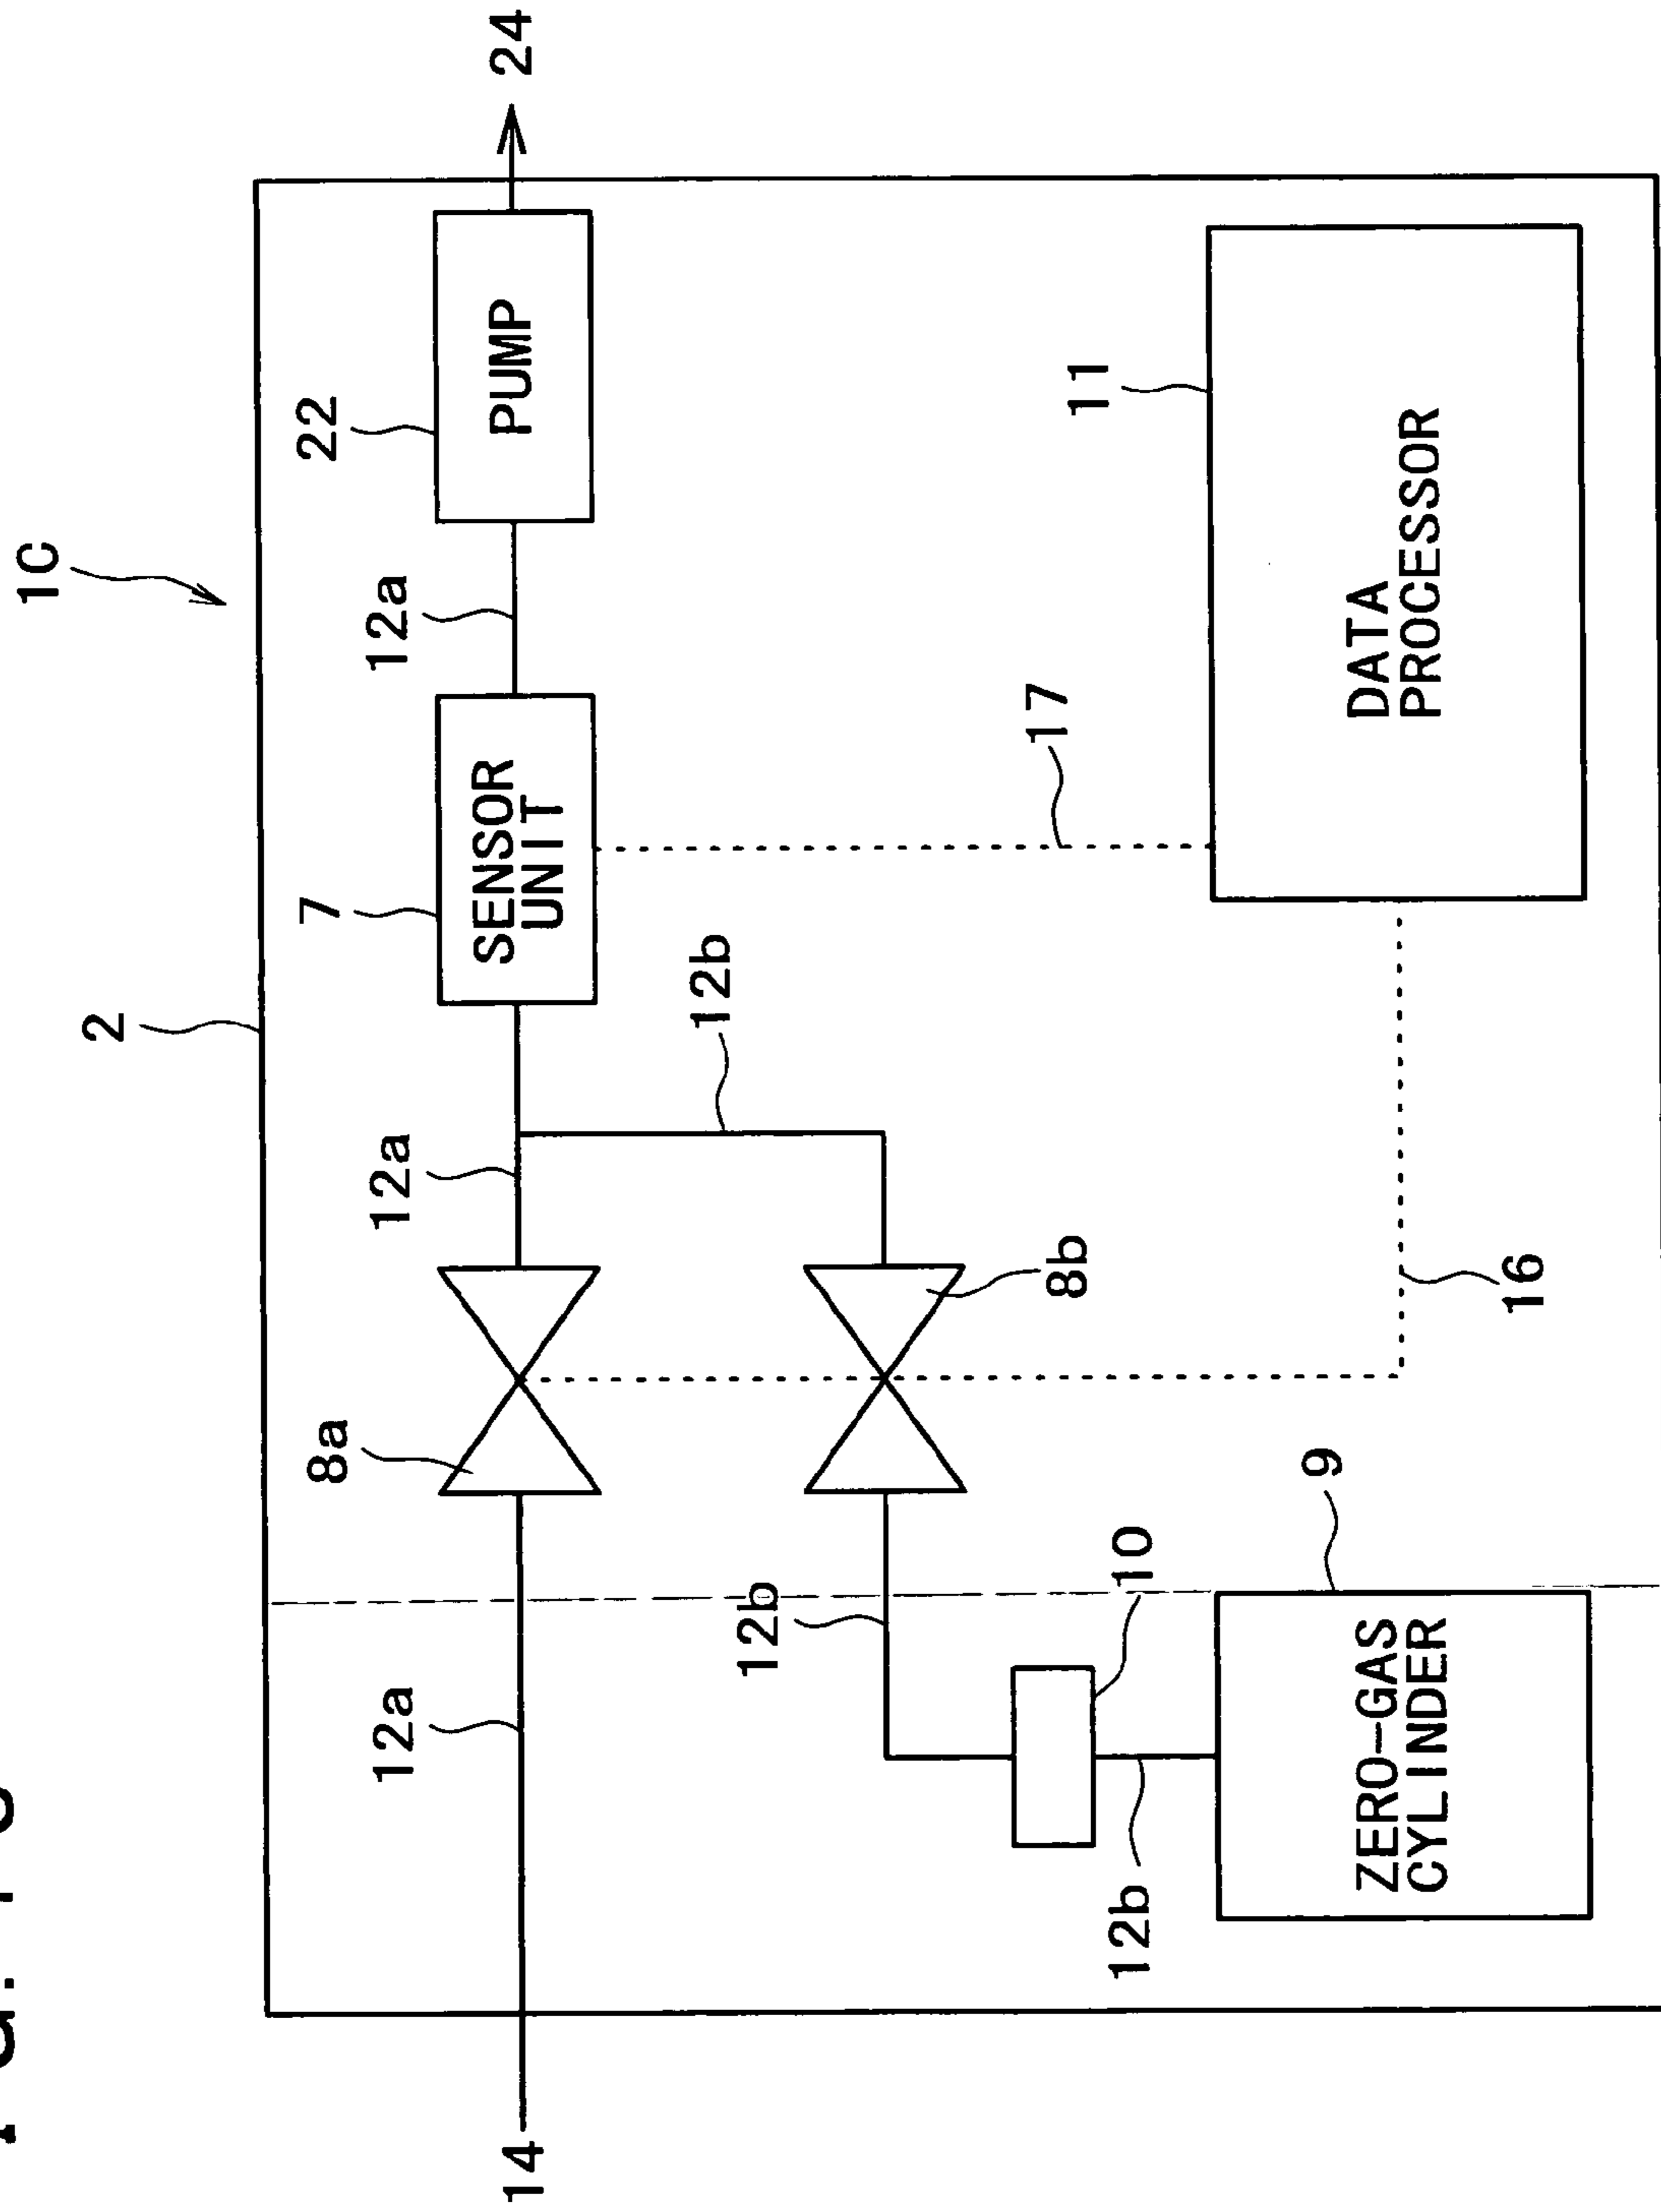 1C
2
8a
7
22
12a
12a
12a
14
SENSOR
UNIT
PUMP
24
12b
12b
17
8b
11
12b
10
9
ZERO-GAS
CYLINDER
DATA
PROCESSOR
16